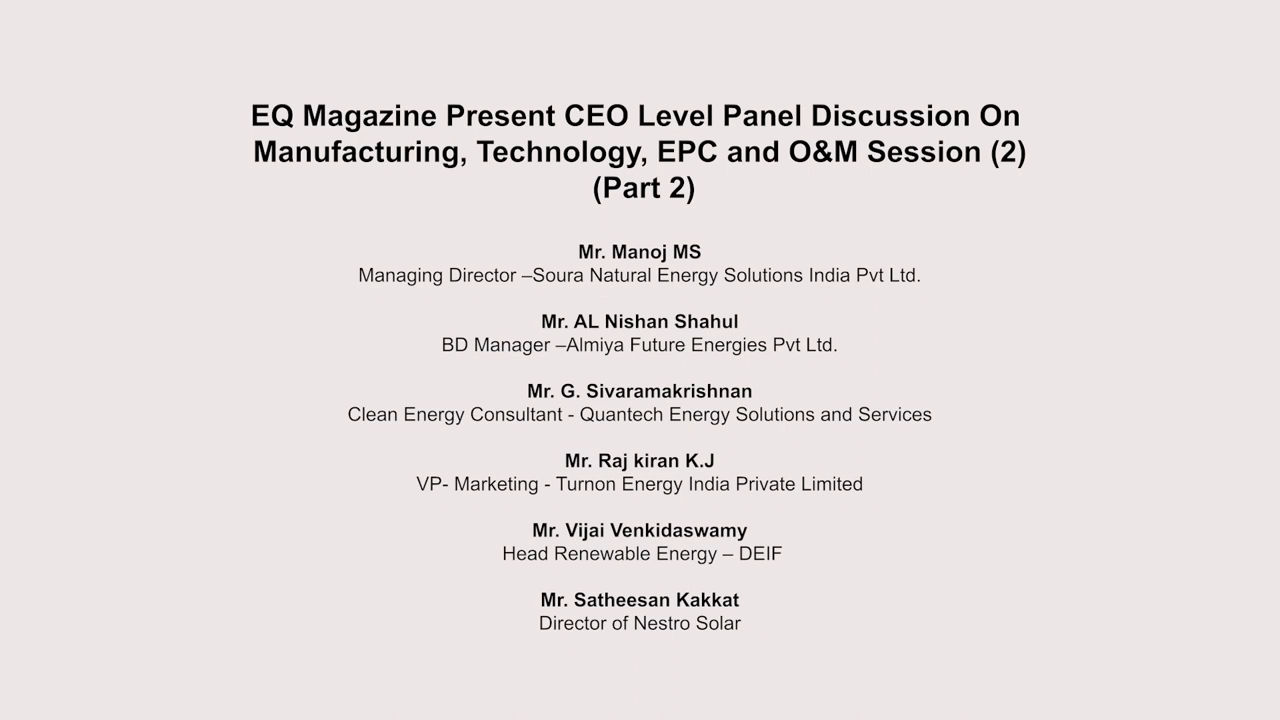 EQ Magazine Present CEO Level Panel Discussion On
Manufacturing, Technology, EPC and O&M Session (2)
(Part 2)
Mr. Manoj MS
Managing Director –Soura Natural Energy Solutions India Pvt Ltd.
Mr. AL Nishan Shahul
BD Manager –Almiya Future Energies Pvt Ltd.
Mr. G. Sivaramakrishnan
Clean Energy Consultant - Quantech Energy Solutions and Services
Mr. Raj kiran K.J
VP- Marketing - Turnon Energy India Private Limited
Mr. Vijai Venkidaswamy
Head Renewable Energy – DEIF
Mr. Satheesan Kakkat
Director of Nestro Solar